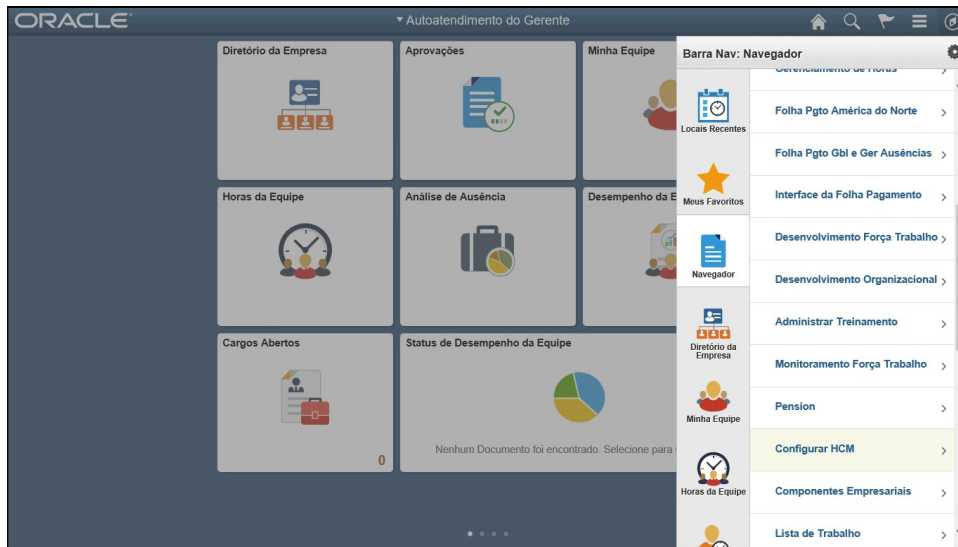 ORACLE
Autoatendimento do Gerente
Diretório da Empresa
Aprovações
Minha Equipe
Horas da Equipe
Análise de Ausência
Desempenho da E
Cargos Abertos
0
Status de Desempenho da Equipe
Nenhum Documento foi encontrado. Selecione para
Barra Nav: Navegador
Locais Recentes
Meus Favoritos
Navegador
Diretório da
Empresa
Minha Equipe
Horas da Equipe
Gerenciamento de Horas
Folha Pgto América do Norte
Folha Pgto Gbl e Ger Ausências
Interface da Folha Pagamento
Desenvolvimento Força Trabalho
Desenvolvimento Organizacional
Administrar Treinamento
Monitoramento Força Trabalho
Pension
Configurar HCM
Componentes Empresariais
Lista de Trabalho